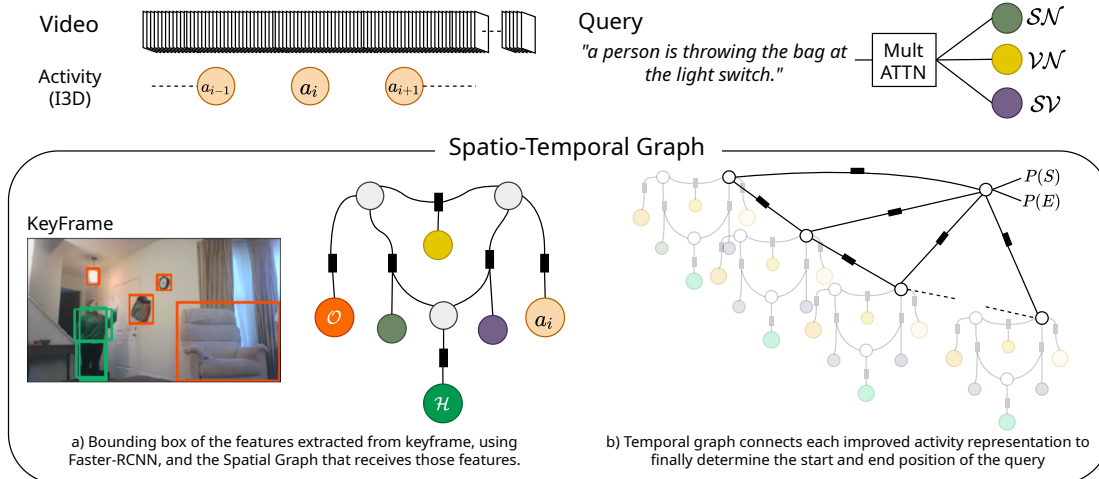 Video
Activity
(I3D)
a_{i-1}
a_i
a_{i+1}
Query
"a person is throwing the bag at
the light switch."
Mult
ATTN
SN
VN
SV
Spatio-Temporal Graph
KeyFrame
O
a_i
H
P(S)
P(E)
a) Bounding box of the features extracted from keyframe, using
Faster-RCNN, and the Spatial Graph that receives those features.
b) Temporal graph connects each improved activity representation to
finally determine the start and end position of the query